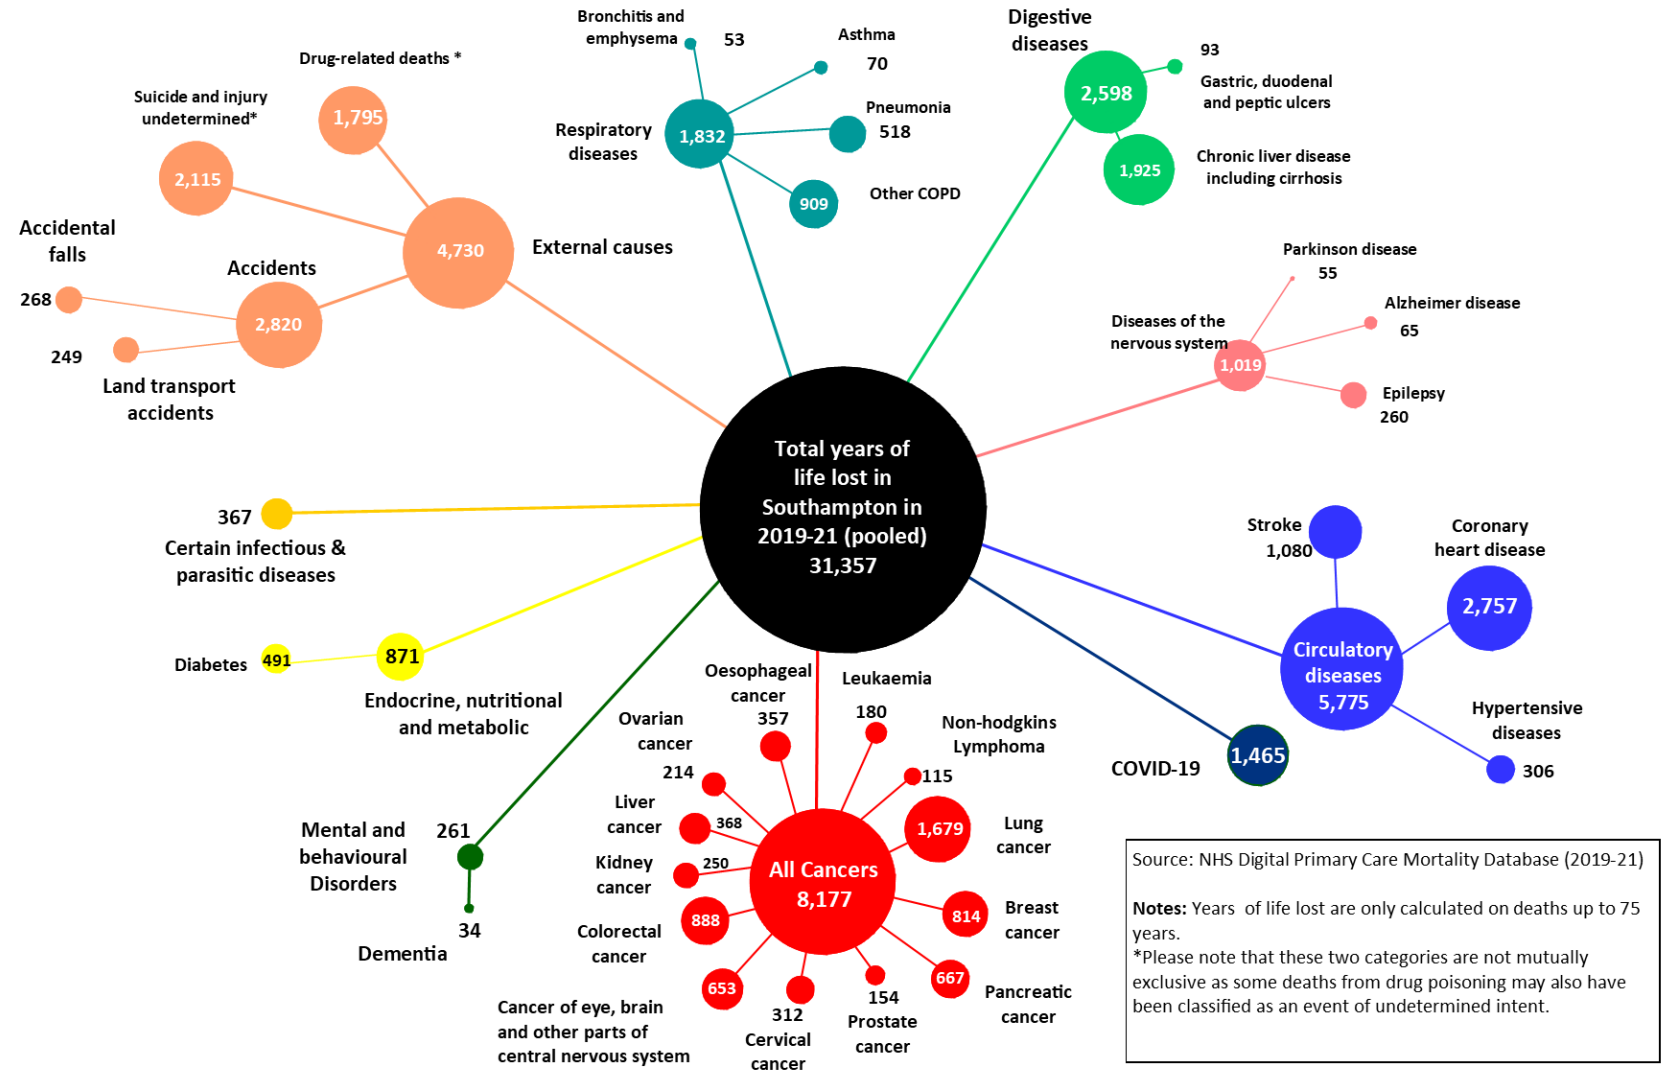 Bronchitis and
emphysema
53
Asthma
70
Pneumonia
518
Respiratory
diseases
1,832
Other COPD
909
Digestive
diseases
2,598
93
Gastric, duodenal
and peptic ulcers
Chronic liver disease
including cirrhosis
1,925
Drug-related deaths *
1,795
Suicide and injury
undetermined*
2,115
4,730
External causes
Accidental
falls
268
Accidents
2,820
249
Land transport
accidents
Parkinson disease
55
Alzheimer disease
65
Diseases of the
nervous system
1,019
Epilepsy
260
Total years of
life lost in
Southampton in
2019-21 (pooled)
31,357
367
Certain infectious &
parasitic diseases
Diabetes
491
871
Endocrine, nutritional
and metabolic
Stroke
1,080
Coronary
heart disease
2,757
Circulatory
diseases
5,775
Hypertensive
diseases
306
COVID-19
1,465
Mental and
behavioural
Disorders
261
34
Dementia
Oesophageal
cancer
357
Leukaemia
180
Non-hodgkins
Lymphoma
115
Ovarian
cancer
214
Liver
cancer
368
Kidney
cancer
250
Colorectal
cancer
888
653
Cancer of eye, brain
and other parts of
central nervous system
All Cancers
8,177
1,679
Lung
cancer
814
Breast
cancer
667
Pancreatic
cancer
154
Prostate
cancer
312
Cervical
cancer
Source: NHS Digital Primary Care Mortality Database (2019-21)
Notes: Years  of life lost are only calculated on deaths up to 75
years.
*Please note that these two categories are not mutually
exclusive as some deaths from drug poisoning may also have
been classified as an event of undetermined intent.